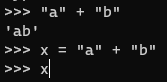 >>> "a" + "b"
'ab'
>>> x = "a" + "b"
>>> x